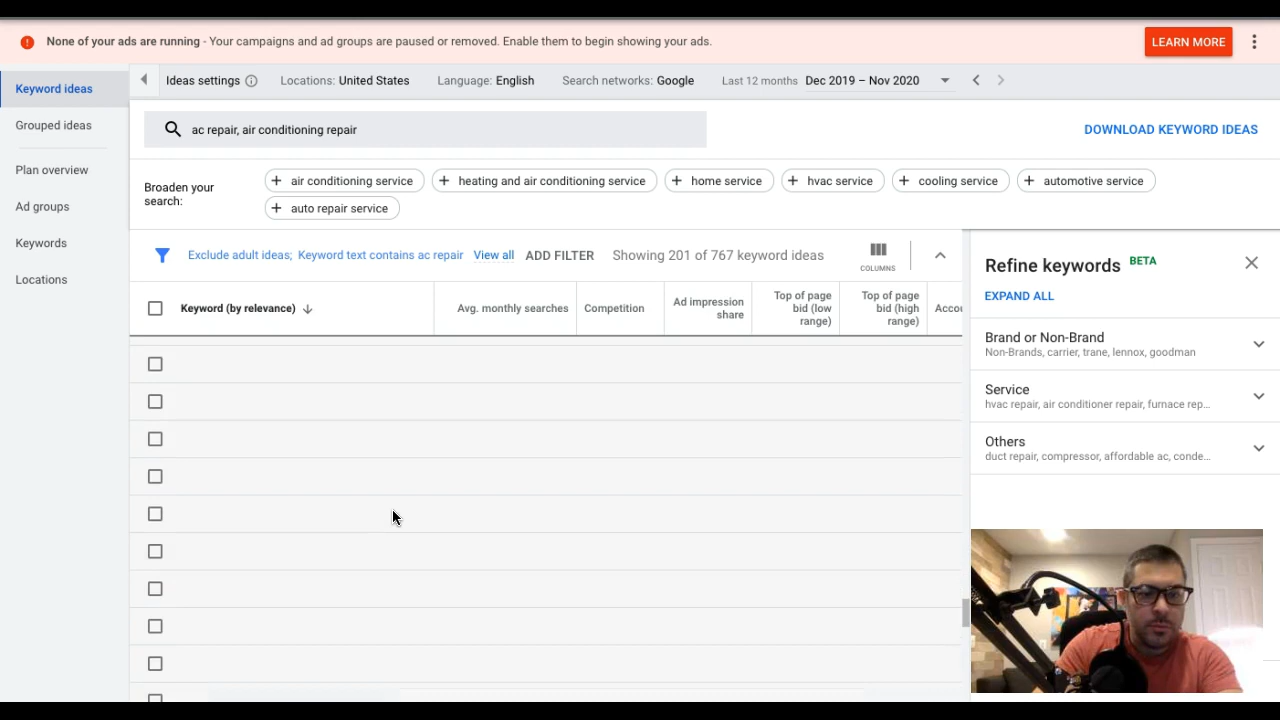 None of your ads are running - Your campaigns and ad groups are paused or removed. Enable them to begin showing your ads.
LEARN MORE
Keyword ideas
Grouped ideas
Plan overview
Ad groups
Keywords
Locations
Ideas settings
Locations: United States
Language: English
Search networks: Google
Last 12 months Dec 2019 – Nov 2020
ac repair, air conditioning repair
DOWNLOAD KEYWORD IDEAS
Broaden your
search:
+ air conditioning service
+ heating and air conditioning service
+ home service
+ hvac service
+ cooling service
+ automotive service
+ auto repair service
Exclude adult ideas; Keyword text contains ac repair
View all
ADD FILTER
Showing 201 of 767 keyword ideas
COLUMNS
Keyword (by relevance)
Avg. monthly searches
Competition
Ad impression
share
Top of page
bid (low
range)
Top of page
bid (high
range)
Accou
Refine keywords BETA
EXPAND ALL
Brand or Non-Brand
Non-Brands, carrier, trane, lennox, goodman
Service
hvac repair, air conditioner repair, furnace rep...
Others
duct repair, compressor, affordable ac, conde...